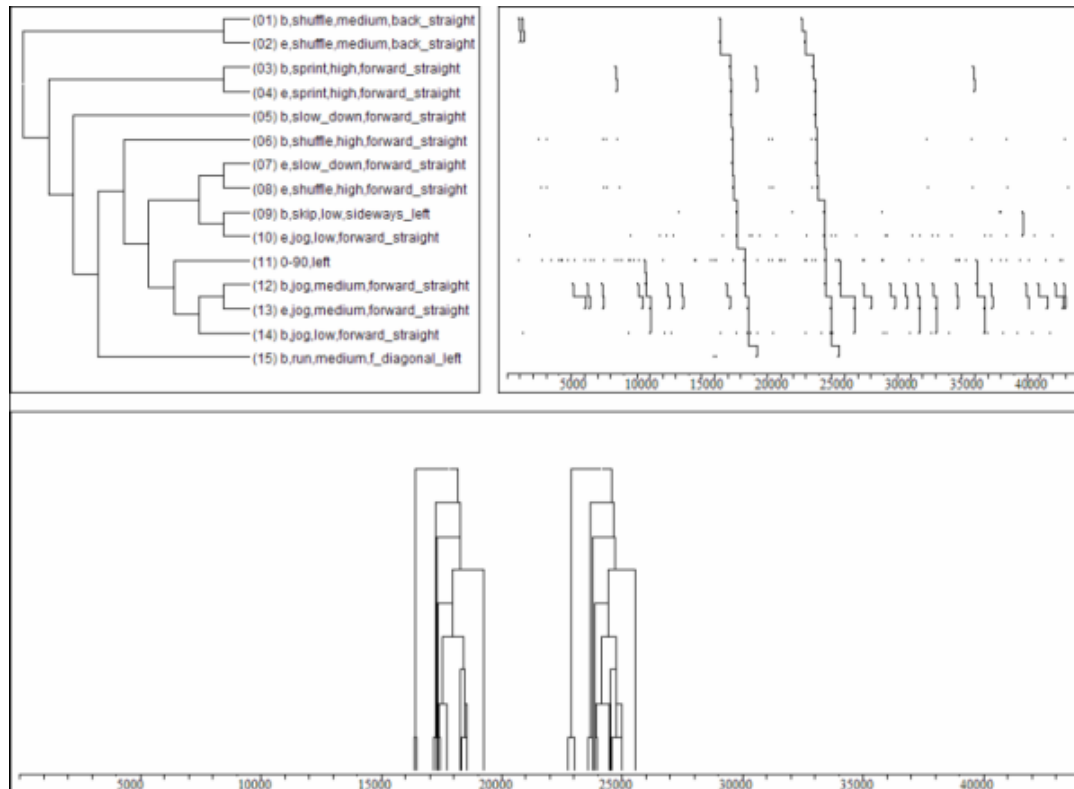 (01) b,shuffle,medium,back_straight
(02) e,shuffle,medium,back_straight
(03) b,sprint,high,forward_straight
(04) e,sprint,high,forward_straight
(05) b,slow_down,forward_straight
(06) b,shuffle,high,forward_straight
(07) e,slow_down,forward_straight
(08) e,shuffle,high,forward_straight
(09) b,skip,low,sideways_left
(10) e,jog,low,forward_straight
(11) 0-90,left
(12) b,jog,medium,forward_straight
(13) e,jog,medium,forward_straight
(14) b,jog,low,forward_straight
(15) b,run,medium,f_diagonal_left
5000 10000 15000 20000 25000 30000 35000 40000
5000 10000 15000 20000 25000 30000 35000 40000